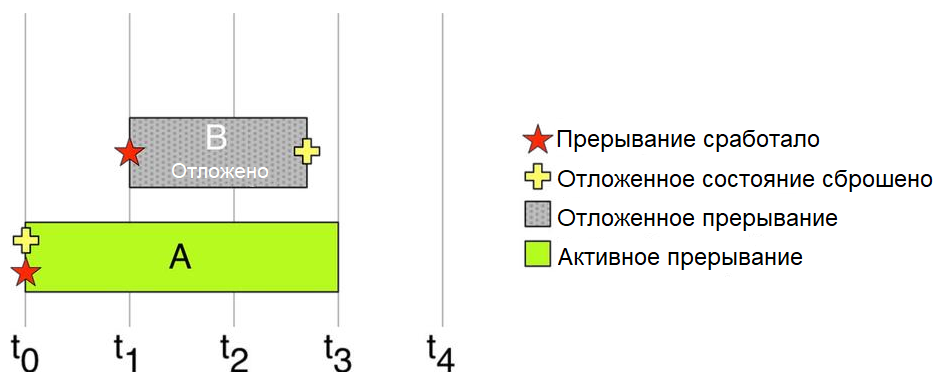 B
Отложено
A
t0 t1 t2 t3 t4
Прерывание сработало
Отложенное состояние сброшено
Отложенное прерывание
Активное прерывание